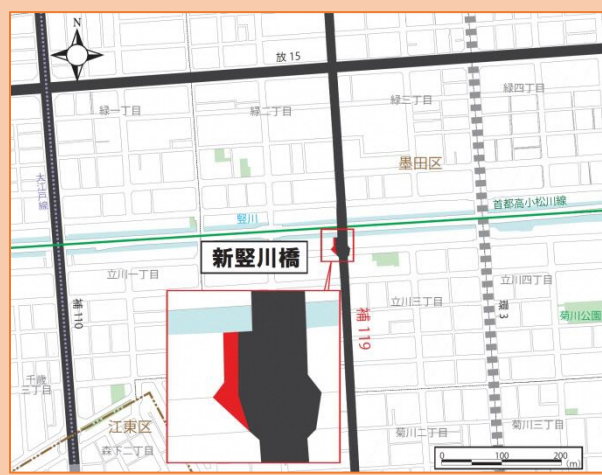 N
放 15
緑一丁目
緑二丁目
緑三丁目
緑四丁目
墨田区
大江戸線
首都高小松川線
竪川
新竪川橋
立川一丁目
立川三丁目
立川四丁目
補 110
補 119
環 3
菊川公園
千歳
三丁目
江東区
森下二丁目
菊川二丁目
菊川三丁目
0 100 200
(m)